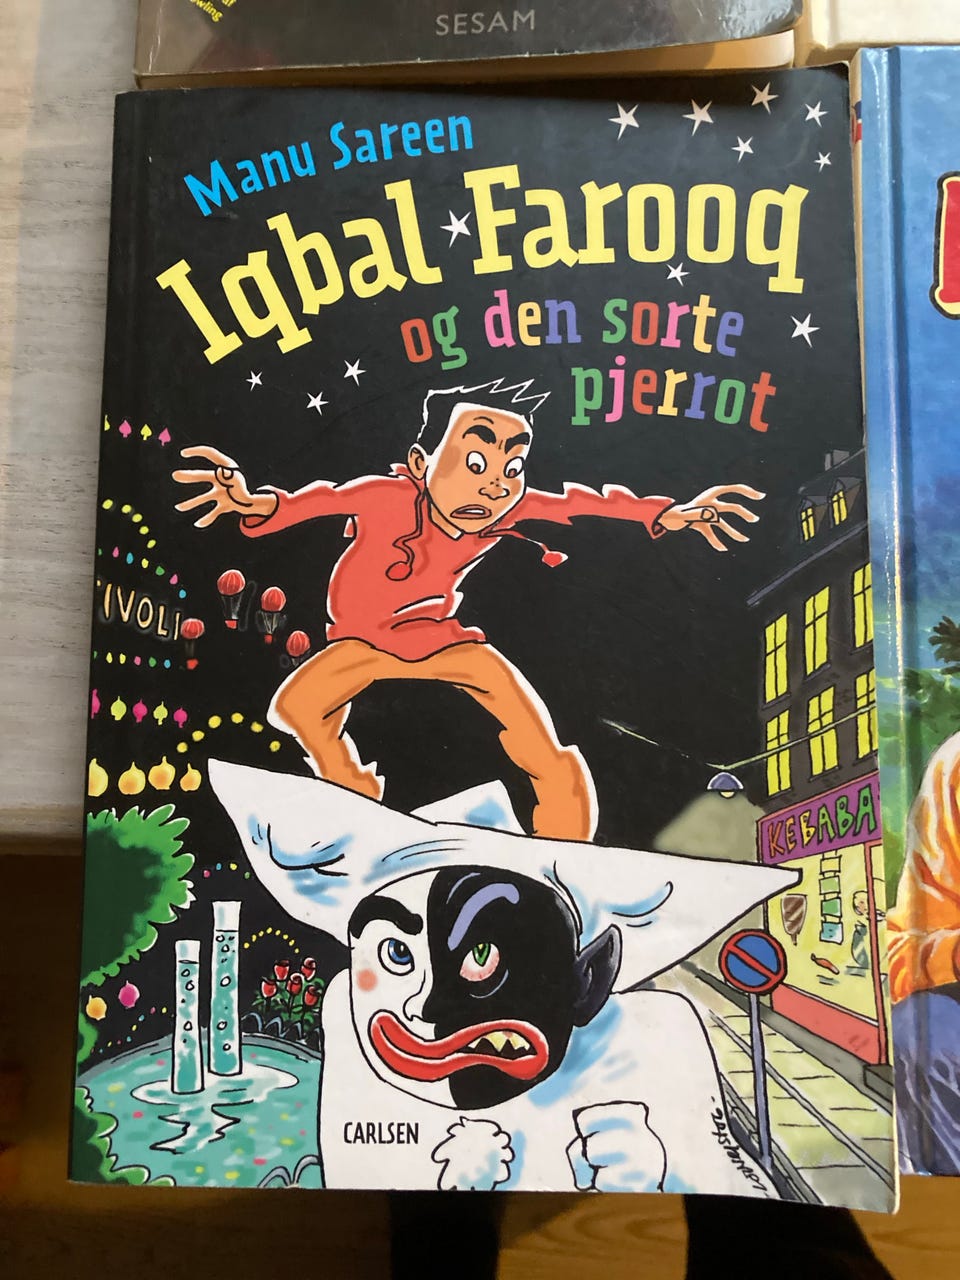 SESAM
Manu Sareen
Iqbal Farooq
og den sorte
pjerrot
TIVOLI
KEBABA
CARLSEN